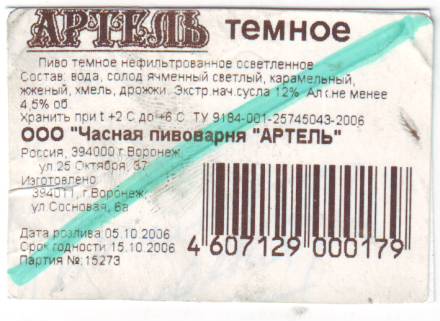 АРТЕЛЬ темное
Пиво темное нефильтрованное осветленное
Состав: вода, солод ячменный светлый, карамельный,
жженый, хмель, дрожжи. Экстр.нач.сусла 12% Алк.не менее
4,5% об.
Хранить при t +2 С до +6 С ТУ 9184-001-25745043-2006
ООО "Часная пивоварня "АРТЕЛЬ"
Россия, 394000 г.Воронеж,
ул 25 Октября, 37
Изготовлено
394011, г Воронеж,
ул Сосновая, 6а
Дата розлива 05.10 2006
Срок годности 15.10 2006
Партия №:15273
4 607129 000179